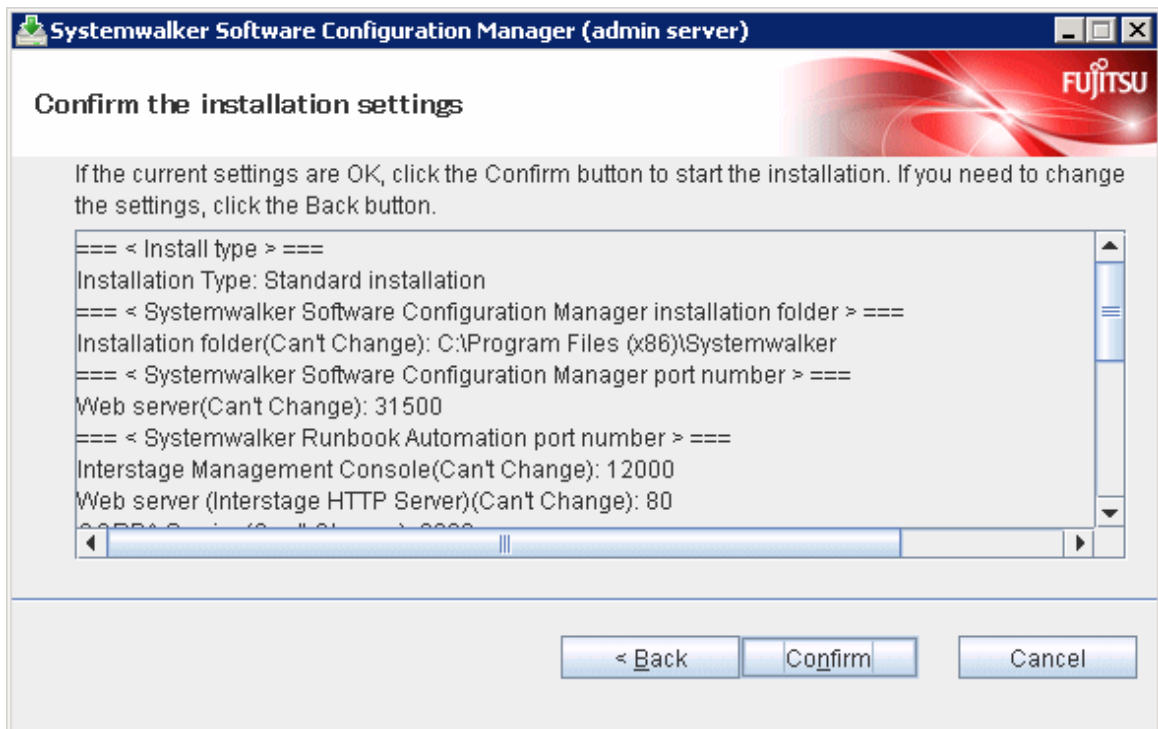 Systemwalker Software Configuration Manager (admin server)
FUJITSU
Confirm the installation settings
If the current settings are OK, click the Confirm button to start the installation. If you need to change
the settings, click the Back button.
=== < Install type > ===
Installation Type: Standard installation
=== < Systemwalker Software Configuration Manager installation folder > ===
Installation folder(Can't Change): C:\Program Files (x86)\Systemwalker
=== < Systemwalker Software Configuration Manager port number > ===
Web server(Can't Change): 31500
=== < Systemwalker Runbook Automation port number > ===
Interstage Management Console(Can't Change): 12000
Web server (Interstage HTTP Server)(Can't Change): 80
< Back
Confirm
Cancel